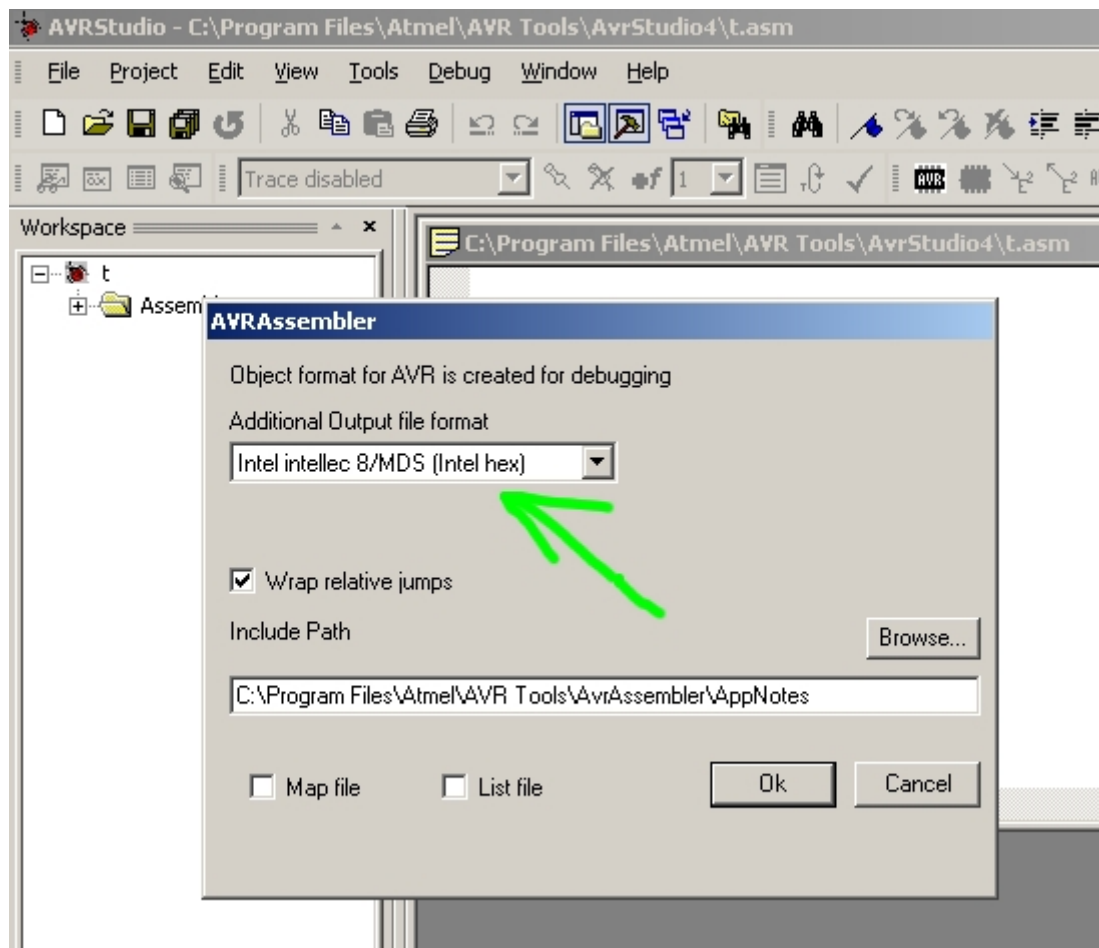 AVRStudio - C:\Program Files\Atmel\AVR Tools\AvrStudio4\t.asm
File Project Edit View Tools Debug Window Help
Trace disabled
1
AVR
Workspace
C:\Program Files\Atmel\AVR Tools\AvrStudio4\t.asm
t
Assem
AVRAssembler
Object format for AVR is created for debugging
Additional Output file format
Intel intellec 8/MDS (Intel hex)
Wrap relative jumps
Include Path
Browse...
C:\Program Files\Atmel\AVR Tools\AvrAssembler\AppNotes
Map file
List file
Ok
Cancel